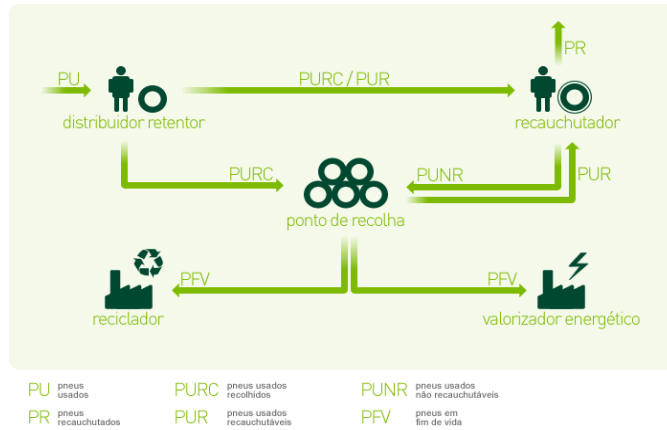 PR
PU
PURC / PUR
distribuidor retentor
recauchutador
PURC
PUNR
PUR
ponto de recolha
PFV
PFV
reciclador
valorizador energético
PU pneus usados
PURC pneus usados recolhidos
PUNR pneus usados não recauchutáveis
PR pneus recauchutados
PUR pneus usados recauchutáveis
PFV pneus em fim de vida